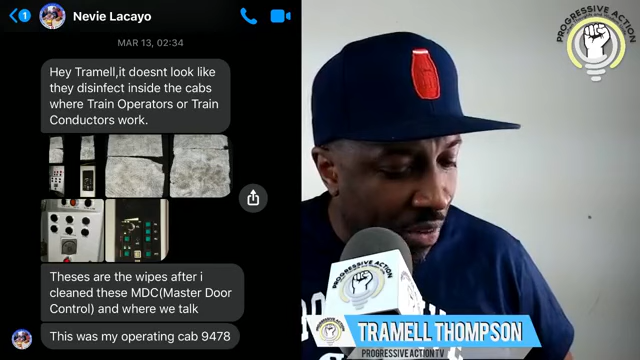 1
Nevie Lacayo
MAR 13, 02:34
Hey Tramell,it doesnt look like
they disinfect inside the cabs
where Train Operators or Train
Conductors work.
Theses are the wipes after i
cleaned these MDC(Master Door
Control) and where we talk
This was my operating cab 9478
PROGRESSIVE ACTION
PROGRESSIVE ACTION
TRAMELL THOMPSON
PROGRESSIVE ACTION TV